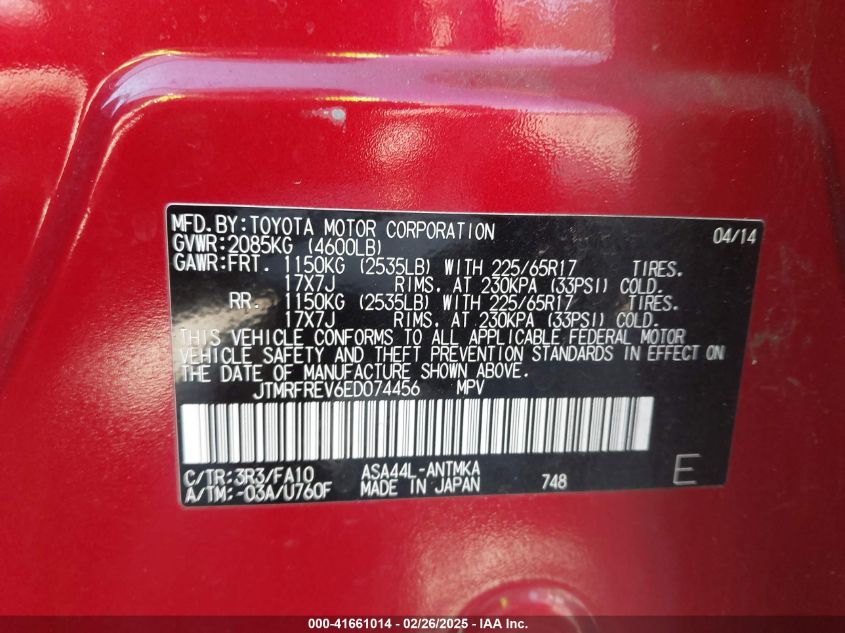 MFD.BY:TOYOTA MOTOR CORPORATION 04/14
GVWR:2085KG (4600LB)
GAWR:FRT. 1150KG (2535LB) WITH 225/65R17 TIRES.
17X7J RIMS. AT 230KPA (33PSI) COLD.
RR. 1150KG (2535LB) WITH 225/65R17 TIRES.
17X7J RIMS. AT 230KPA (33PSI) COLD.
THIS VEHICLE CONFORMS TO ALL APPLICABLE FEDERAL MOTOR
VEHICLE SAFETY AND THEFT PREVENTION STANDARDS IN EFFECT ON
THE DATE OF MANUFACTURE SHOWN ABOVE.
JTMRFREV6ED074456 MPV
C/TR:3R3/FA10 ASA44L-ANTMKA
A/TM:-03A/U760F MADE IN JAPAN 748 E
000-41661014 - 02/26/2025 - IAA Inc.